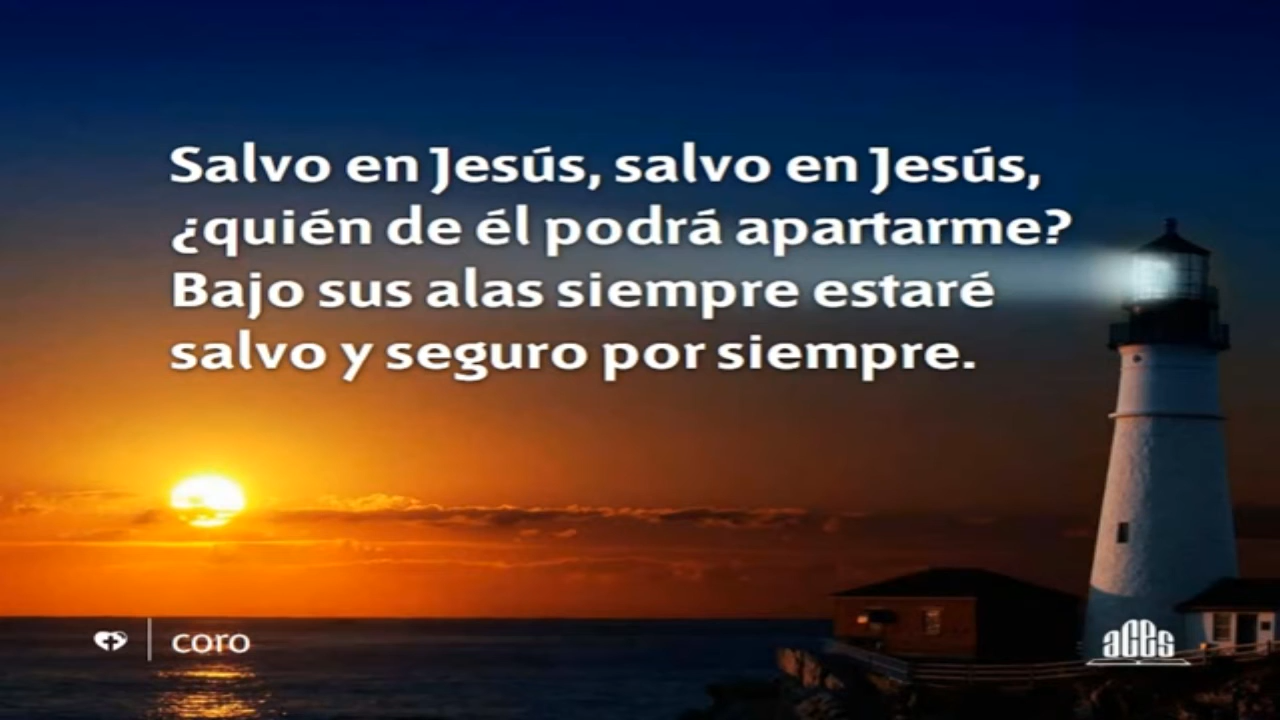 Salvo en Jesús, salvo en Jesús,
¿quién de él podrá apartarme?
Bajo sus alas siempre estaré
salvo y seguro por siempre.
coro
aces